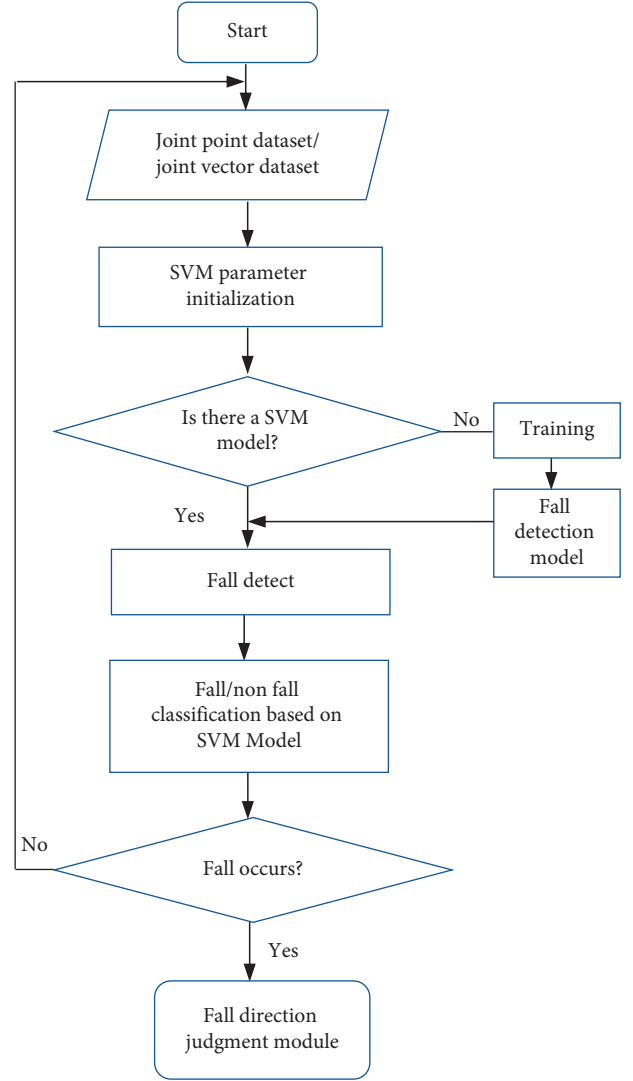 Start
Joint point dataset/
joint vector dataset
SVM parameter
initialization
Is there a SVM
model?
No
Training
Yes
Fall
detection
model
Fall detect
Fall/non fall
classification based on
SVM Model
No
Fall occurs?
Yes
Fall direction
judgment module